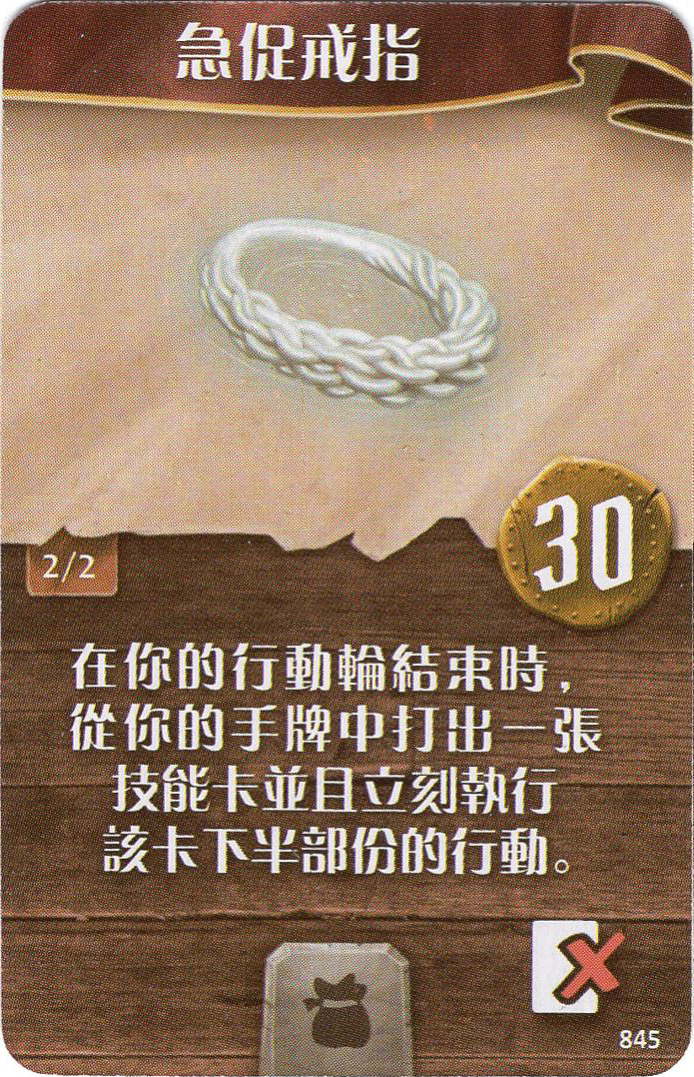 急促戒指
30
2/2
在你的行動輪結束時，
從你的手牌中打出一張
技能卡並且立刻執行
該卡下半部份的行動。
845